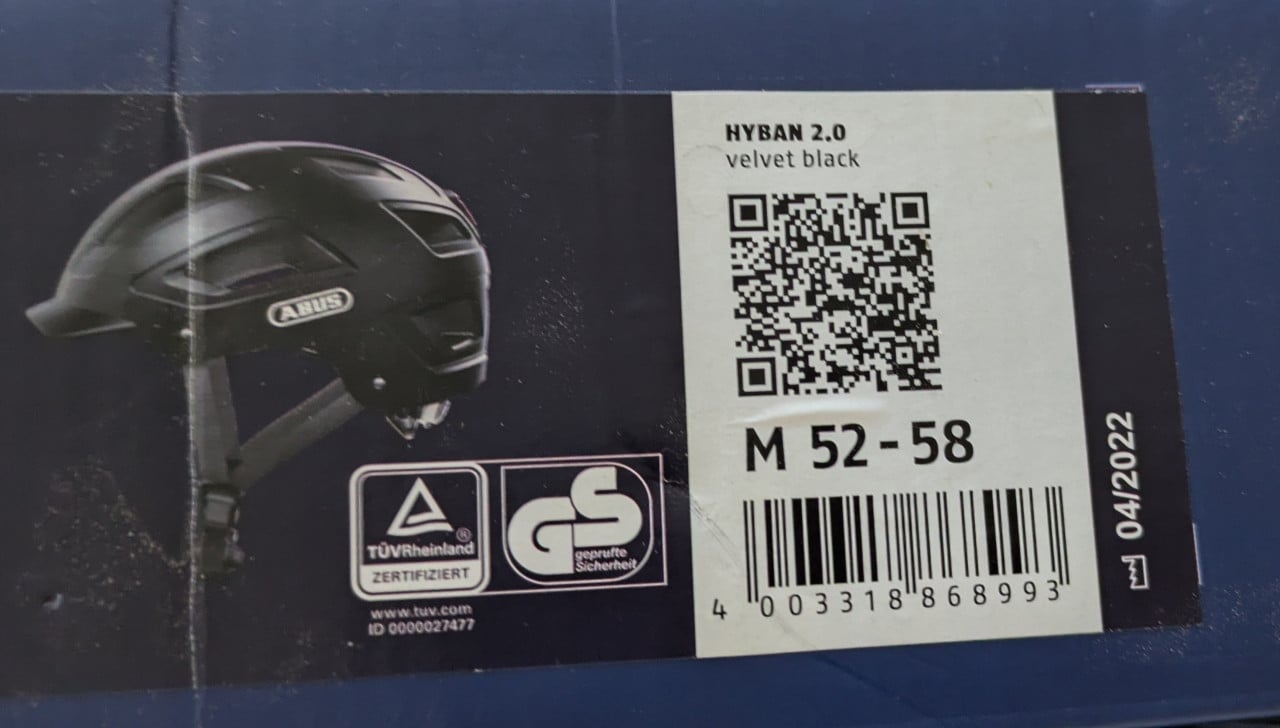 ABUS
TÜVRheinland®
ZERTIFIZIERT
www.tuv.com
ID 0000027477
GS
geprüfte
Sicherheit
HYBAN 2.0
velvet black
M 52-58
4 003318 868993
04/2022